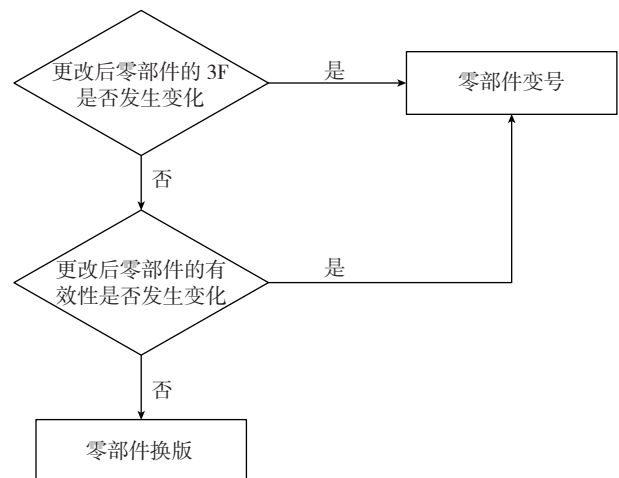 更改后零部件的 3F
是否发生变化
是
零部件变号
否
更改后零部件的有
效性是否发生变化
是
否
零部件换版